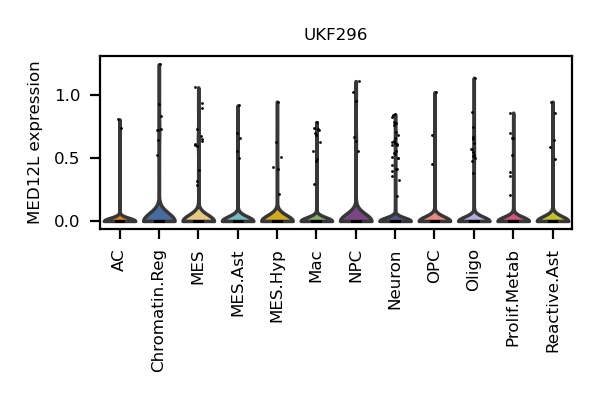 UKF296
MED12L expression
1.0
0.5
0.0
AC
Chromatin.Reg
MES
MES.Ast
MES.Hyp
Mac
NPC
Neuron
OPC
Oligo
Prolif.Metab
Reactive.Ast